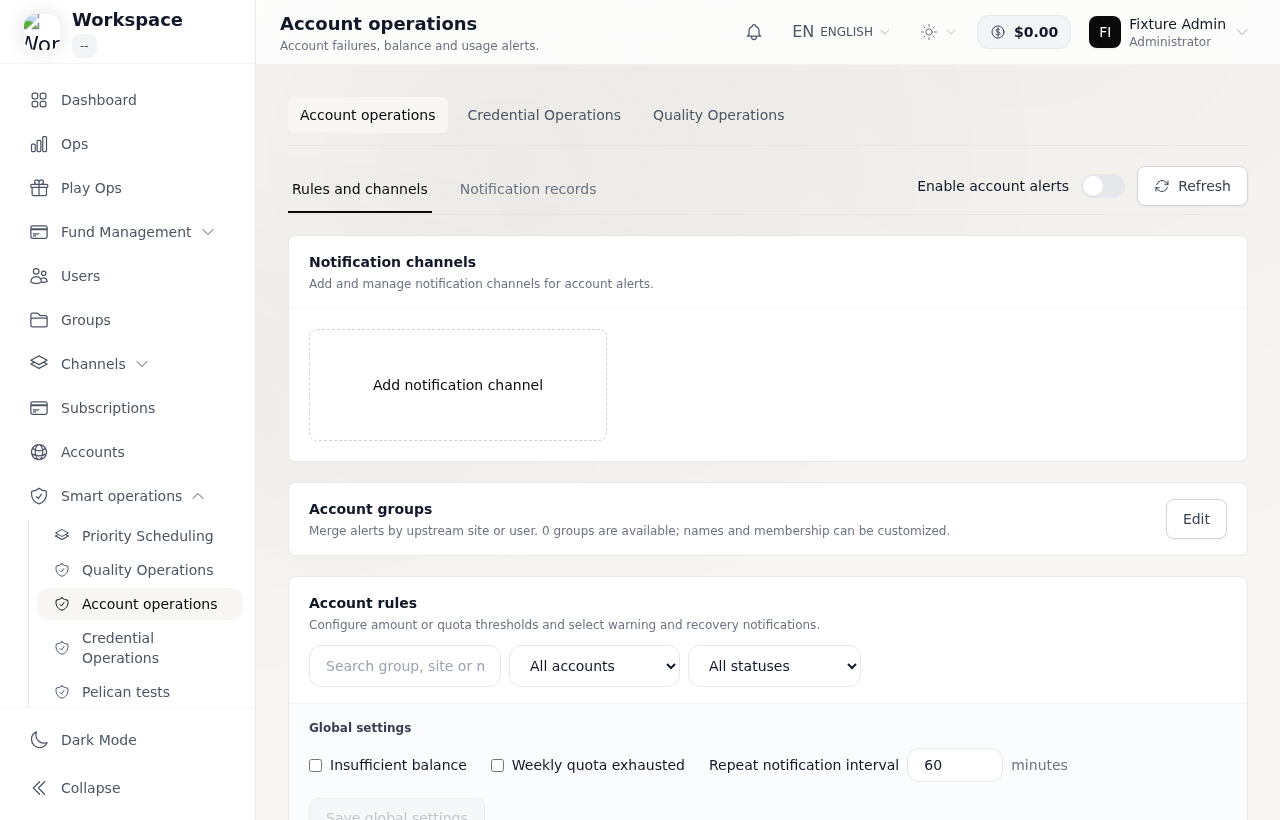 Wor
Workspace
--
Dashboard
Ops
Play Ops
Fund Management
Users
Groups
Channels
Subscriptions
Accounts
Smart operations
Priority Scheduling
Quality Operations
Account operations
Credential
Operations
Pelican tests
Dark Mode
Collapse
Account operations
Account failures, balance and usage alerts.
EN ENGLISH
$0.00
FI
Fixture Admin
Administrator
Account operations
Credential Operations
Quality Operations
Rules and channels
Notification records
Enable account alerts
Refresh
Notification channels
Add and manage notification channels for account alerts.
Add notification channel
Account groups
Merge alerts by upstream site or user. 0 groups are available; names and membership can be customized.
Edit
Account rules
Configure amount or quota thresholds and select warning and recovery notifications.
Search group, site or n
All accounts
All statuses
Global settings
Insufficient balance
Weekly quota exhausted
Repeat notification interval
60
minutes
Save global settings